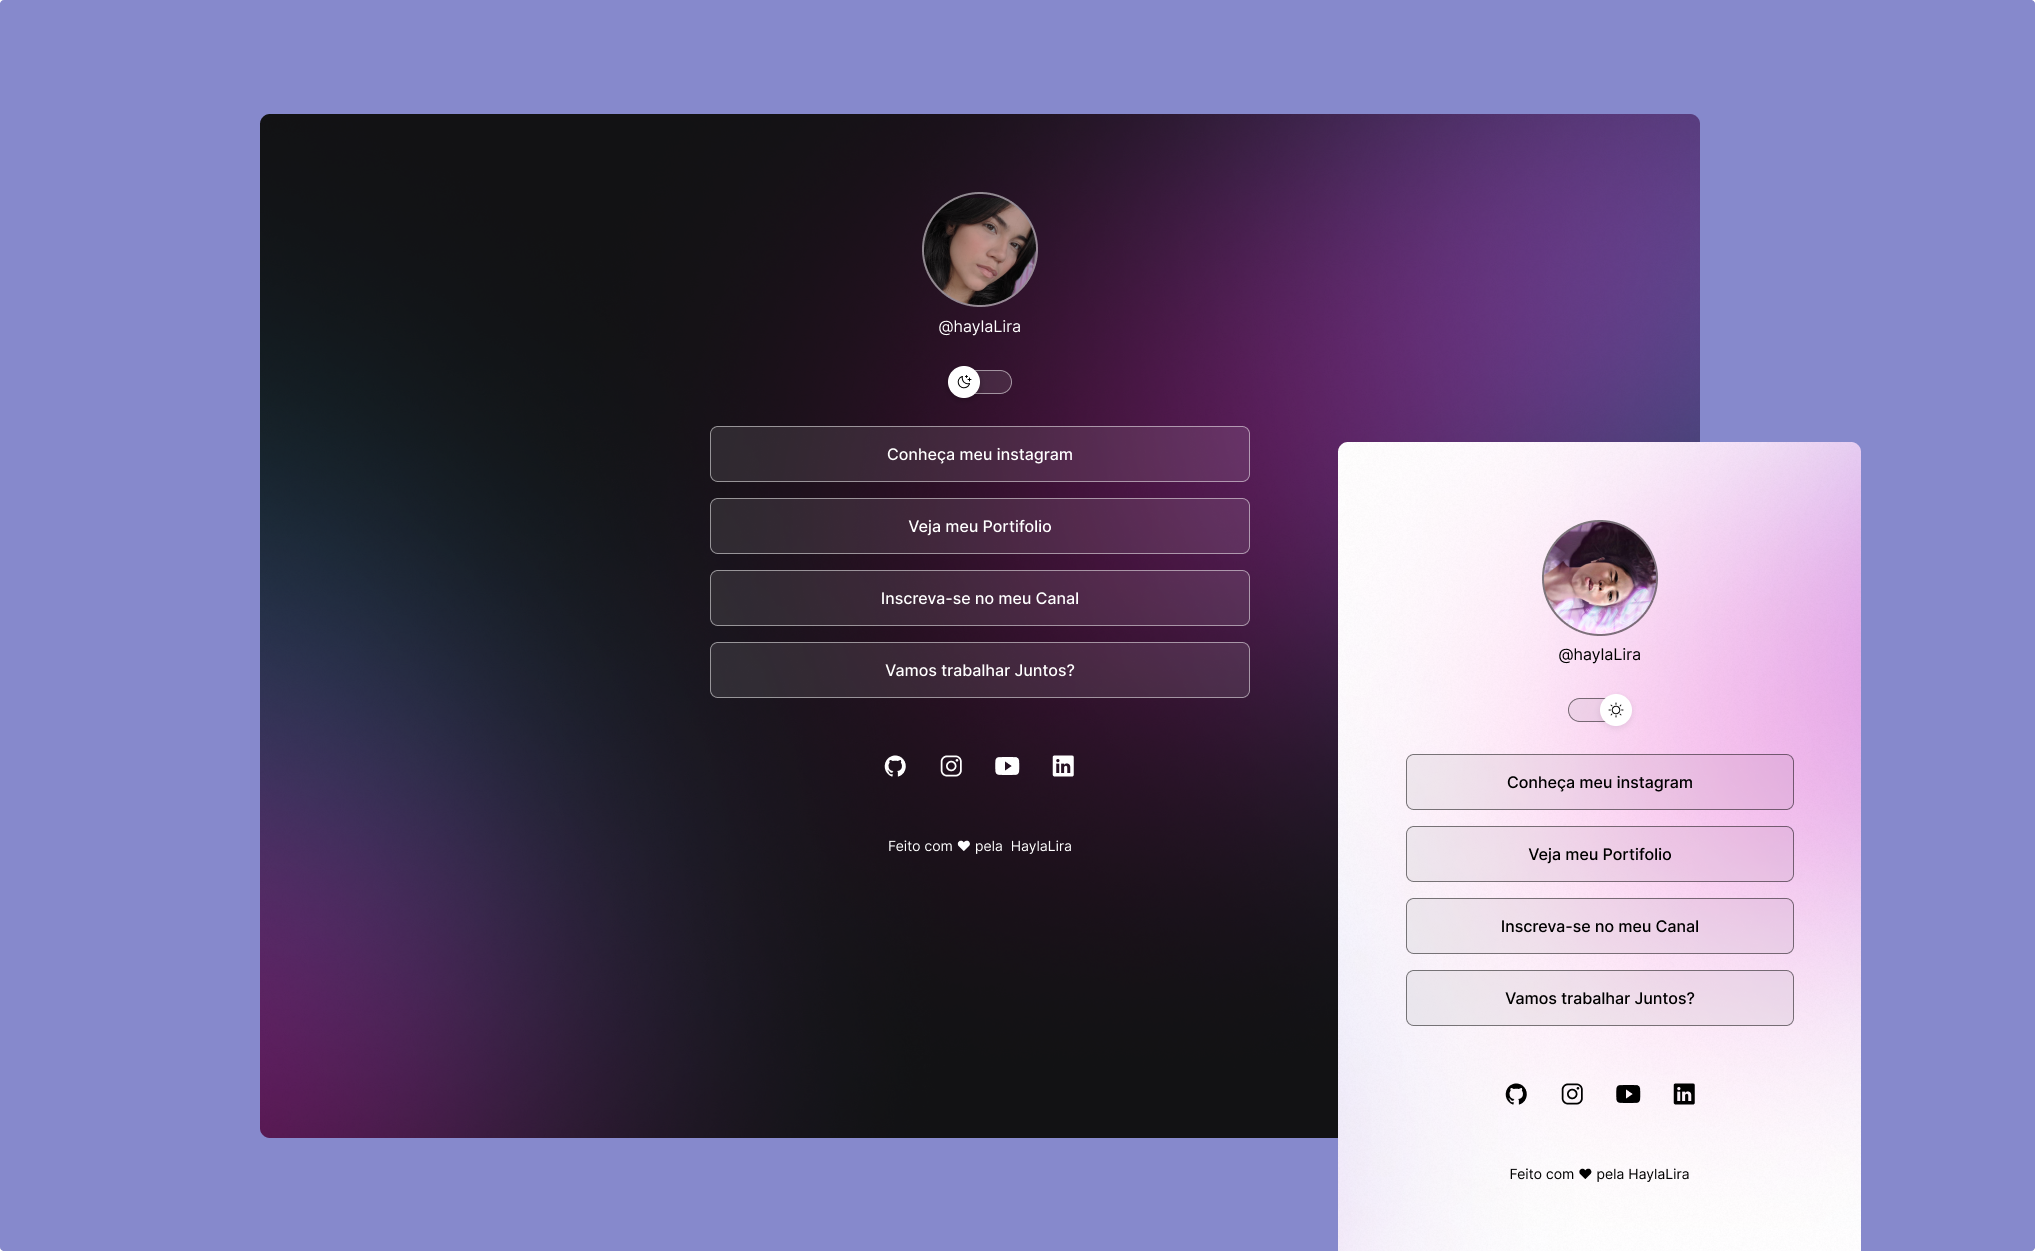 @haylaLira
Conheça meu instagram
Veja meu Portifolio
Inscreva-se no meu Canal
Vamos trabalhar Juntos?
in
Feito com ♥ pela HaylaLira
@haylaLira
Conheça meu instagram
Veja meu Portifolio
Inscreva-se no meu Canal
Vamos trabalhar Juntos?
in
Feito com ♥ pela HaylaLira